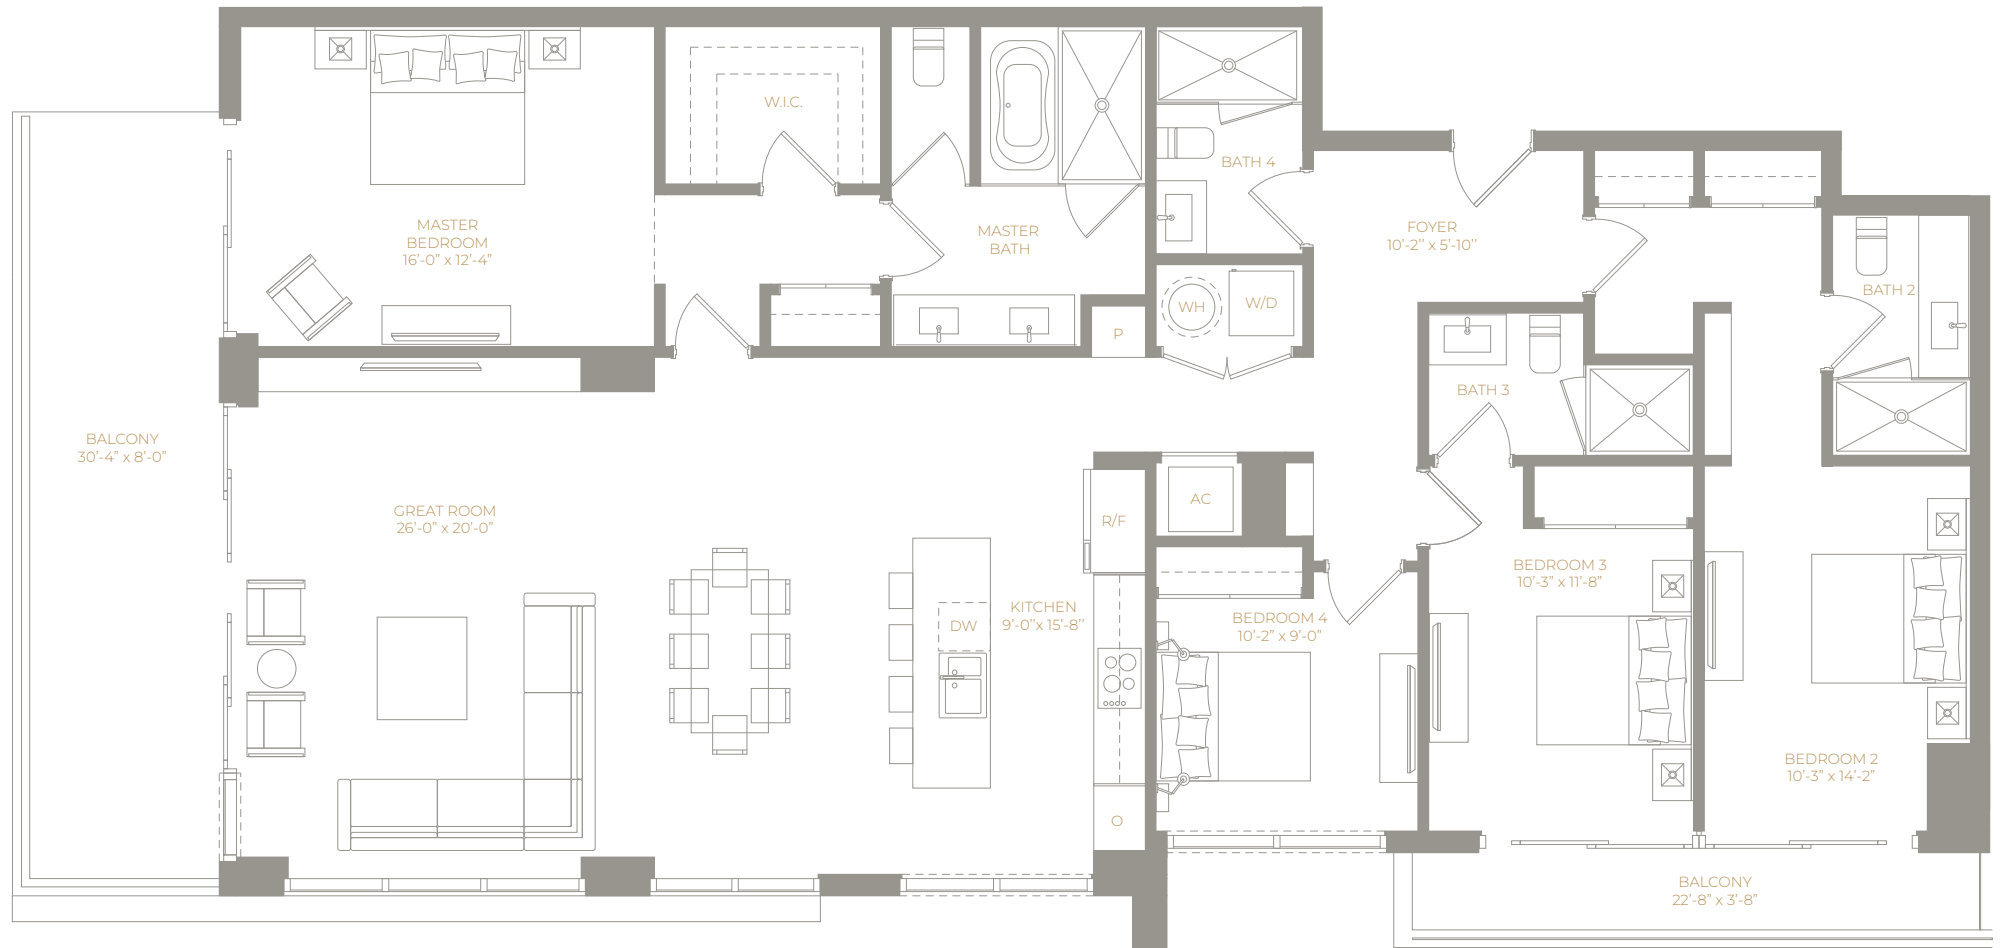 W.I.C.
MASTER
BEDROOM
16'-0" x 12'-4"
MASTER
BATH
BATH 4
FOYER
10'-2'' x 5'-10''
BATH 2
WH
W/D
P
BATH 3
BALCONY
30'-4" x 8'-0"
GREAT ROOM
26'-0" x 20'-0"
AC
R/F
KITCHEN
9'-0''x 15'-8''
DW
O
BEDROOM 4
10'-2" x 9'-0"
BEDROOM 3
10'-3" x 11'-8"
BEDROOM 2
10'-3" x 14'-2"
BALCONY
22'-8" x 3'-8"